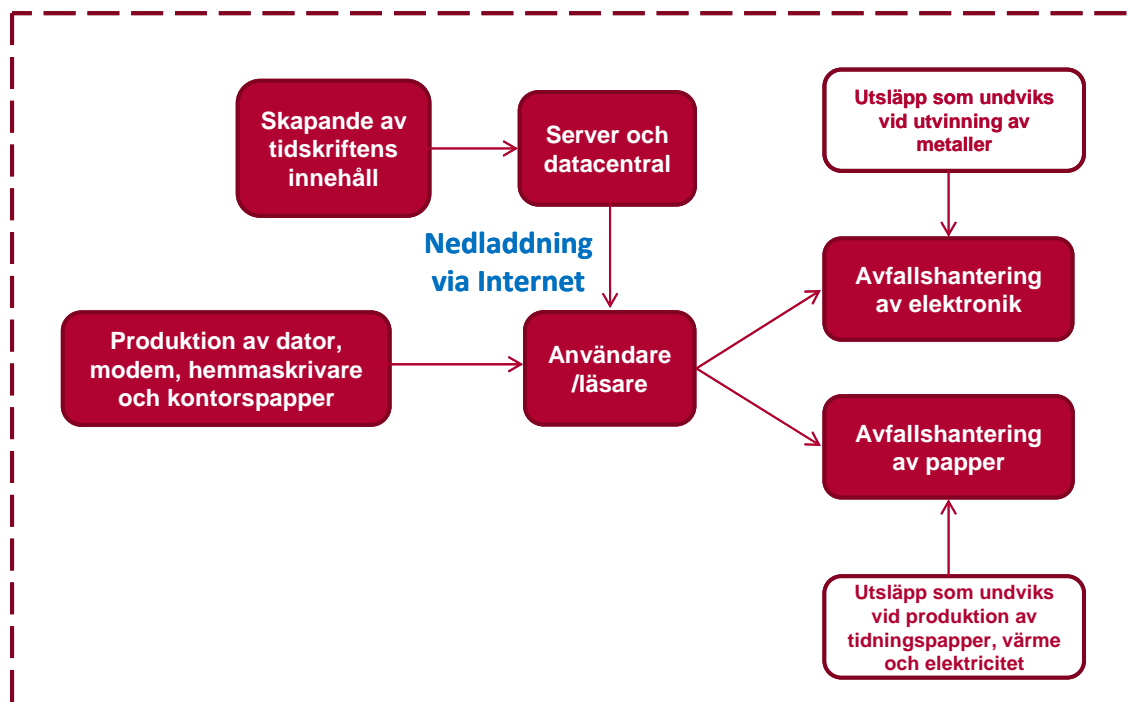 Skapande av
tidskriftens
innehåll
Server och
datacentral
Utsläpp som undviks
vid utvinning av
metaller
Nedladdning
via Internet
Avfallshantering
av elektronik
Produktion av dator,
modem, hemmaskrivare
och kontorspapper
Användare
/läsare
Avfallshantering
av papper
Utsläpp som undviks
vid produktion av
tidningspapper, värme
och elektricitet